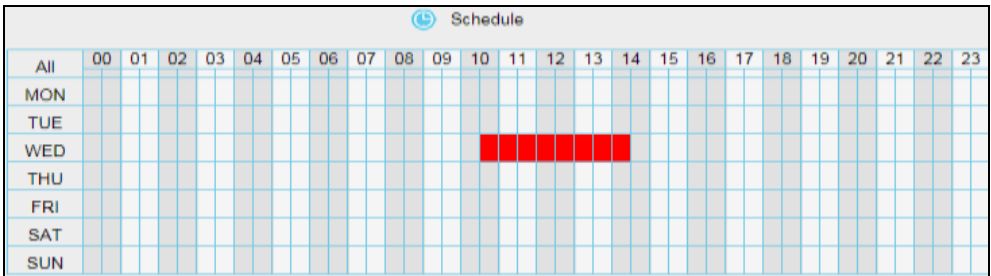 Schedule
All 00 01 02 03 04 05 06 07 08 09 10 11 12 13 14 15 16 17 18 19 20 21 22 23
MON
TUE
WED
THU
FRI
SAT
SUN